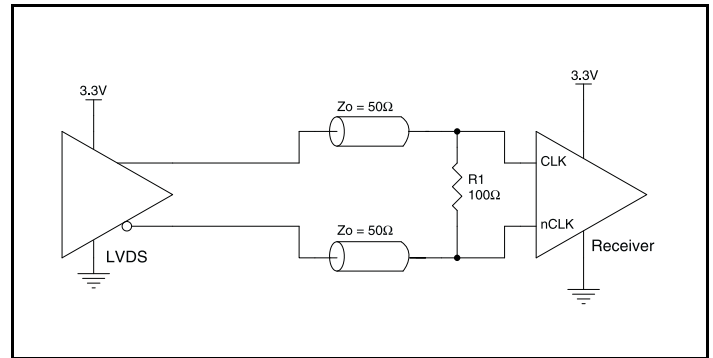 3.3V
3.3V
Zo = 50Ω
CLK
R1
100Ω
nCLK
Zo = 50Ω
LVDS
Receiver